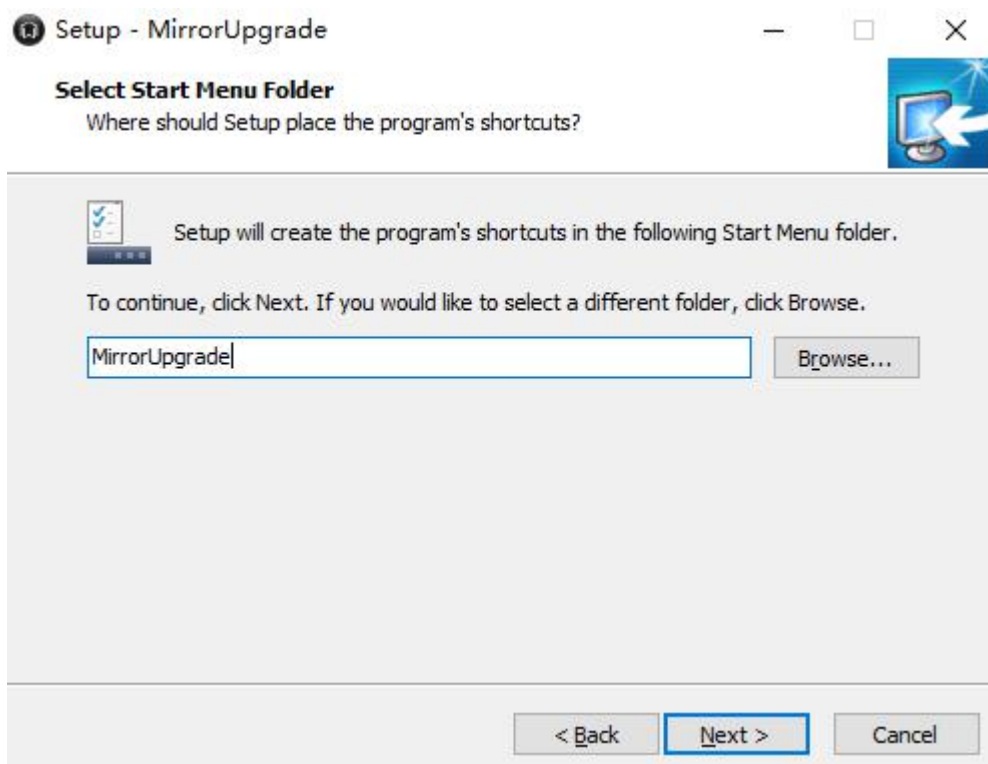 Setup - MirrorUpgrade
Select Start Menu Folder
Where should Setup place the program's shortcuts?
Setup will create the program's shortcuts in the following Start Menu folder.
To continue, click Next. If you would like to select a different folder, click Browse.
MirrorUpgrade
Browse...
< Back
Next >
Cancel